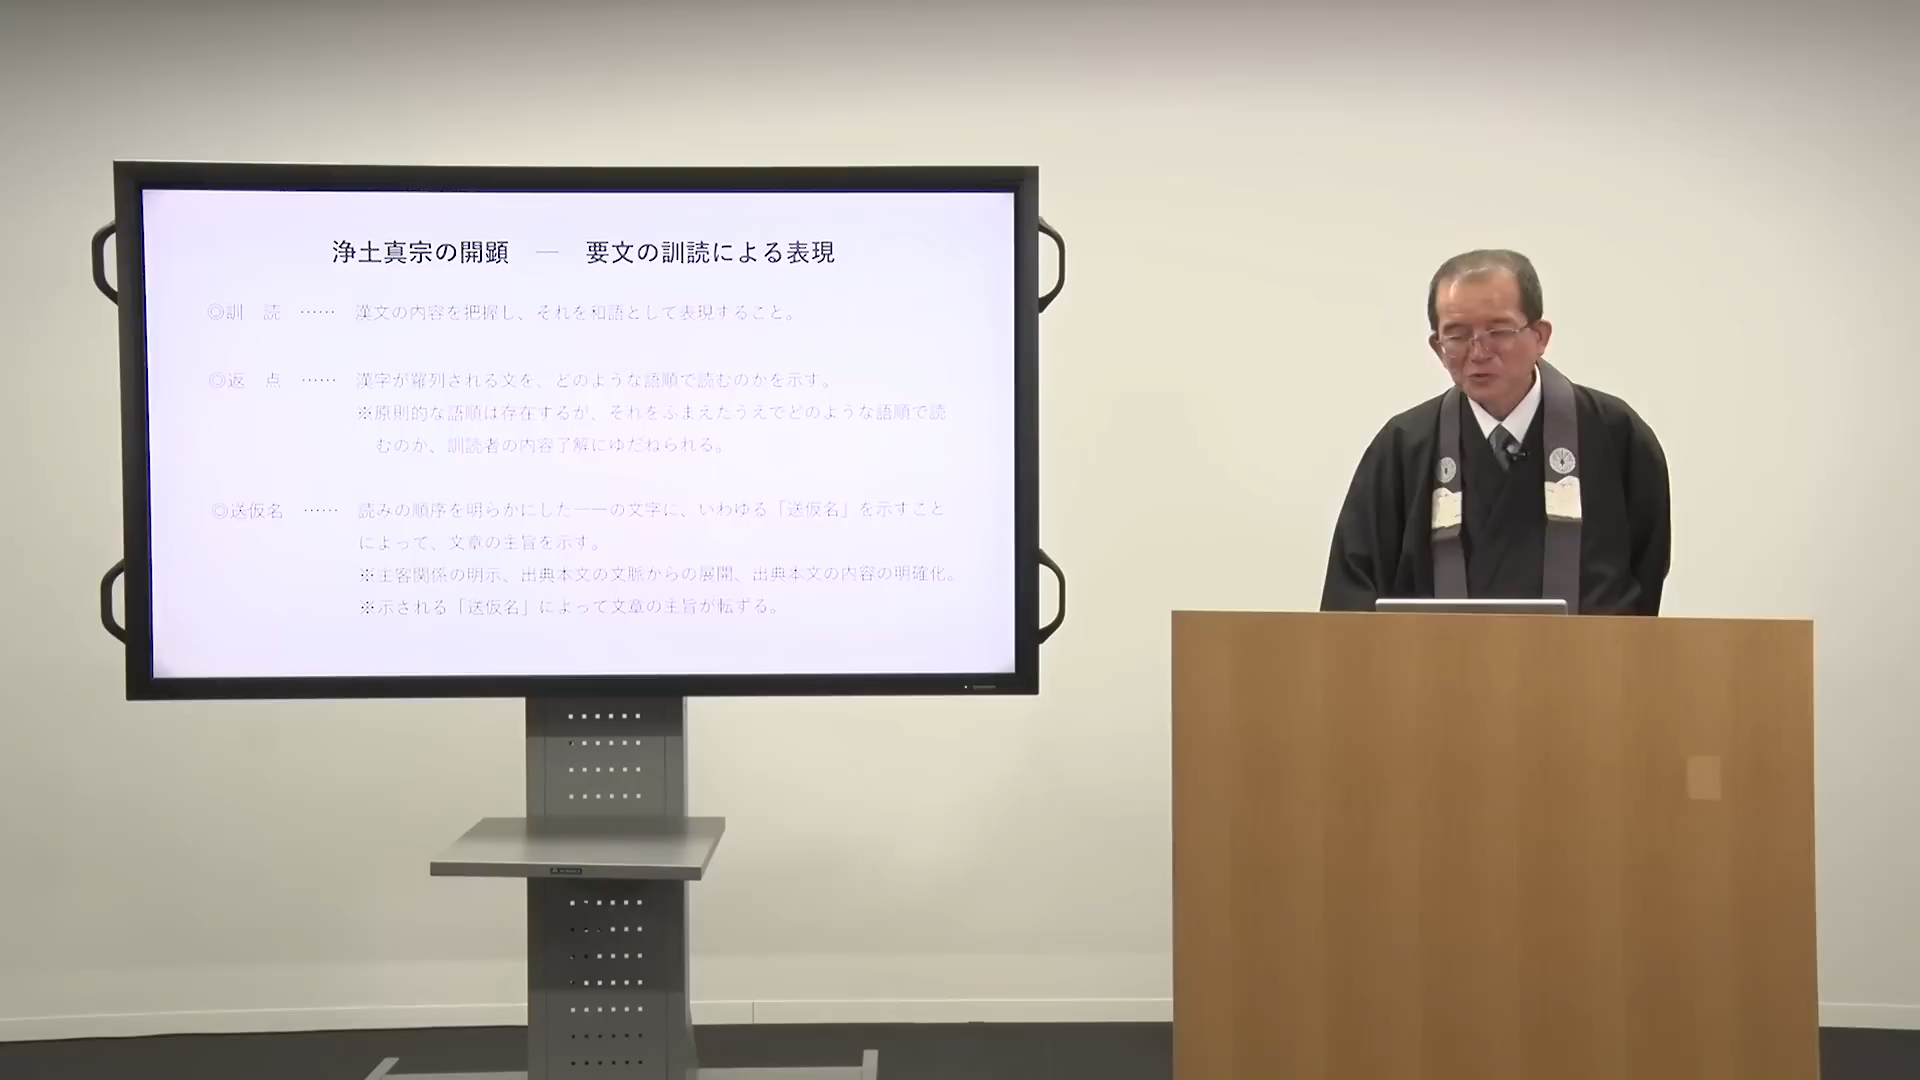 浄土真宗の開顕 ― 要文の訓読による表現
◎訓 読 …… 漢文の内容を把握し、それを和語として表現すること。
◎返 点 …… 漢字が羅列される文を、どのような語順で読むのかを示す。
※原則的な語順は存在するが、それをふまえたうえでどのような語順で読
むのか、訓読者の内容了解にゆだねられる。
◎送仮名 …… 読みの順序を明らかにした一一の文字に、いわゆる「送仮名」を示すこと
によって、文章の主旨を示す。
※主客関係の明示、出典本文の文脈からの展開、出典本文の内容の明確化。
※示される「送仮名」によって文章の主旨が転ずる。